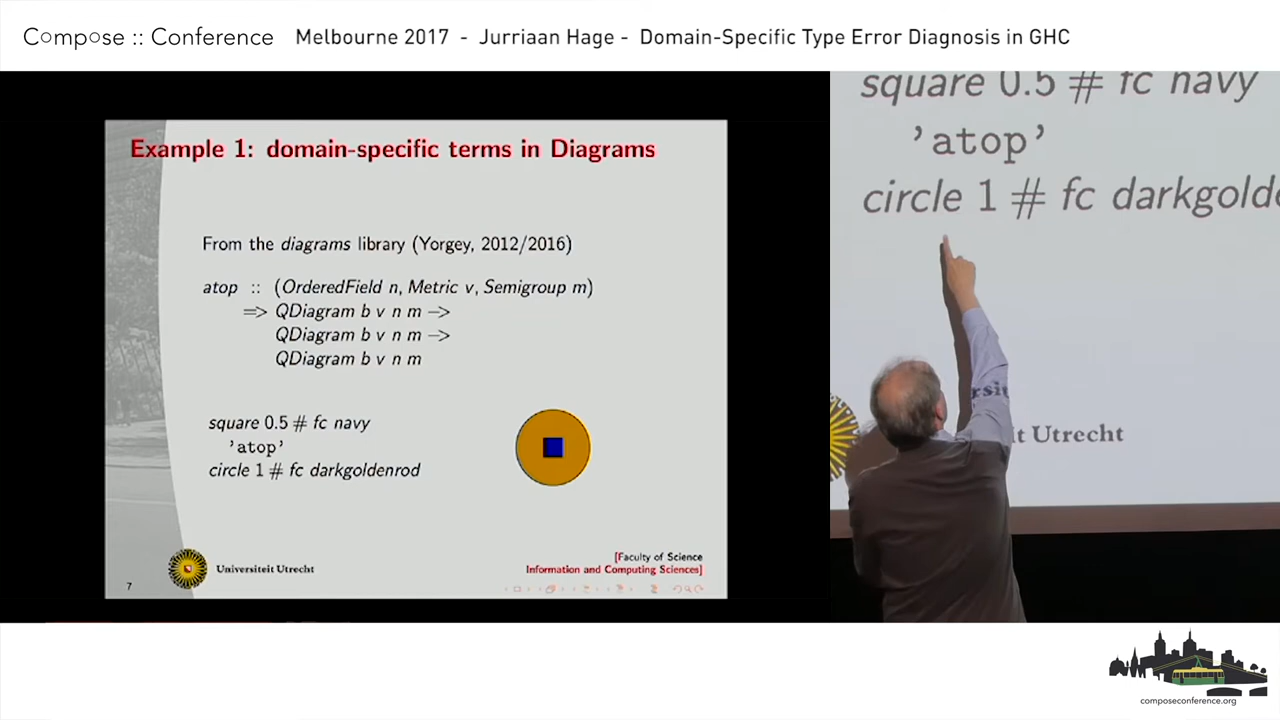 Compose :: Conference Melbourne 2017 - Jurriaan Hage - Domain-Specific Type Error Diagnosis in GHC
Example 1: domain-specific terms in Diagrams
From the diagrams library (Yorgey, 2012/2016)
atop :: (OrderedField n, Metric v, Semigroup m)
=> QDiagram b v n m ->
QDiagram b v n m ->
QDiagram b v n m
square 0.5 # fc navy
'atop'
circle 1 # fc darkgoldenrod
Universiteit Utrecht
[Faculty of Science
Information and Computing Sciences]
7
square 0.5 # fc navy
'atop'
circle 1 # fc darkgold
it Utrecht
composeconference.org